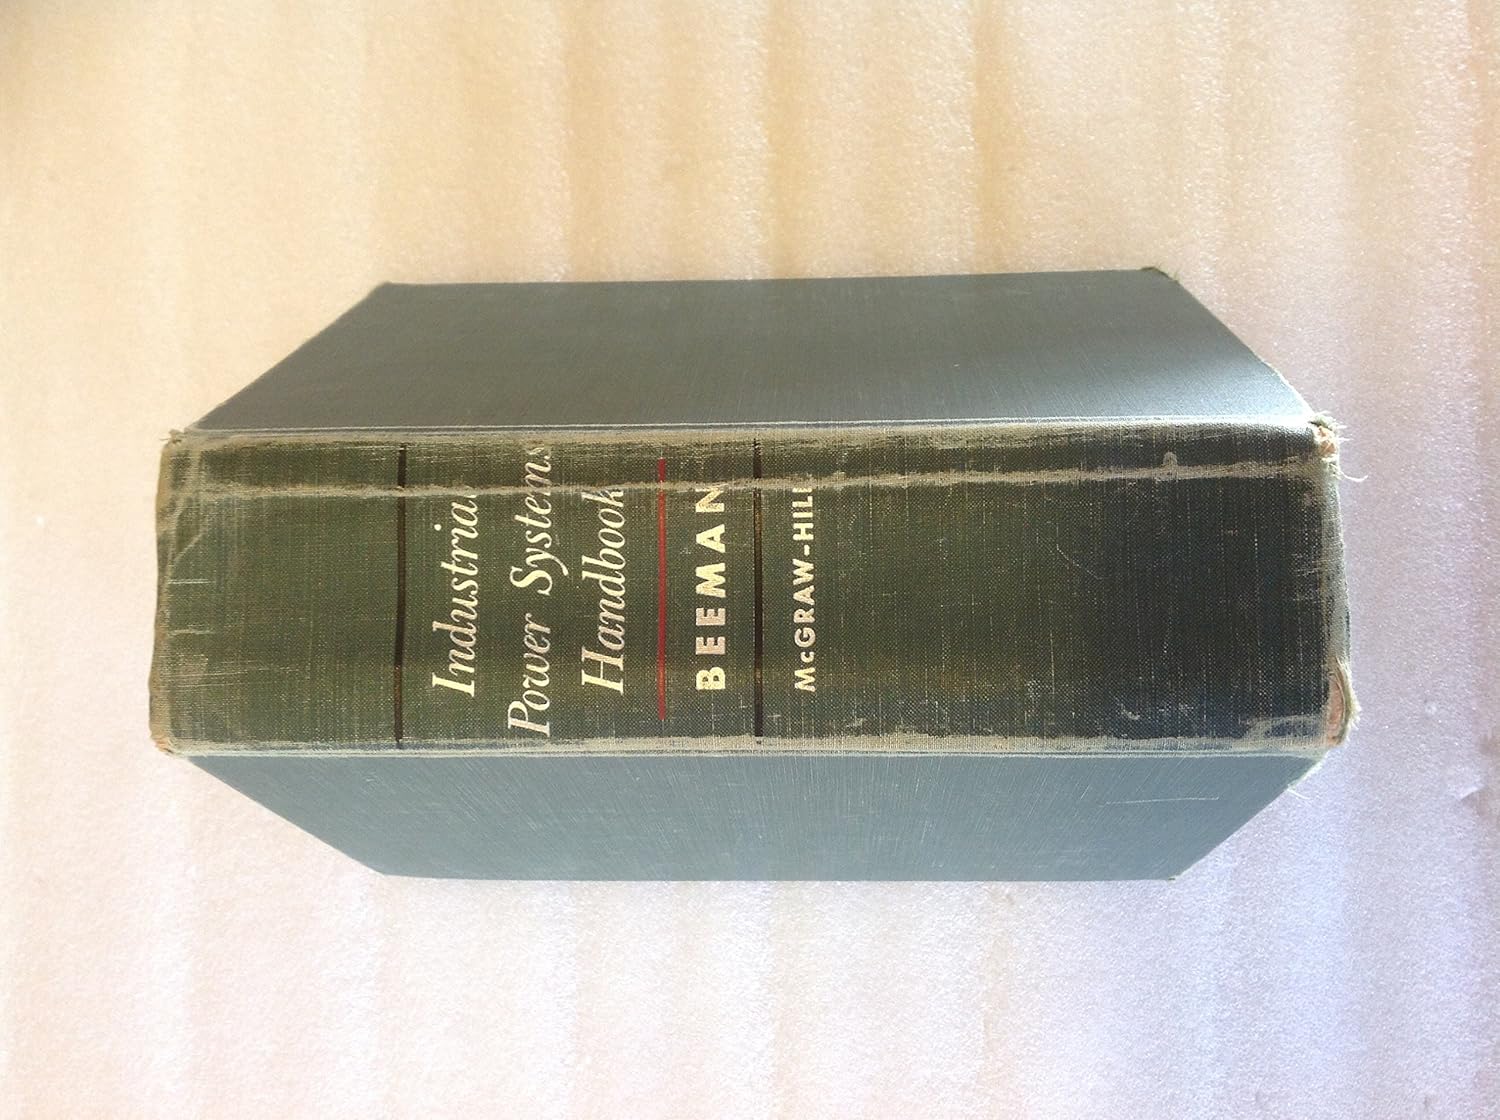 Industrial
Power Systems
Handbook
BEEMAN
McGRAW-HILL